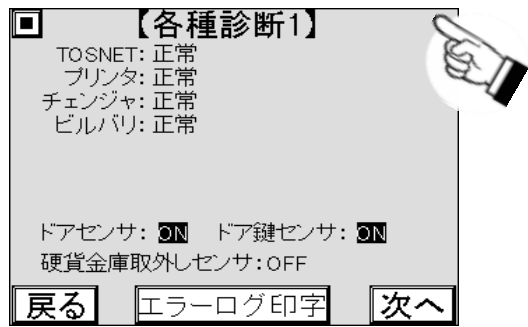 【各種診断1】
TOSNET: 正常
プリンタ: 正常
チェンジャ: 正常
ビルバリ: 正常
ドアセンサ: ON ドア鍵センサ: ON
硬貨金庫取外しセンサ:OFF
戻る エラーログ印字 次へ